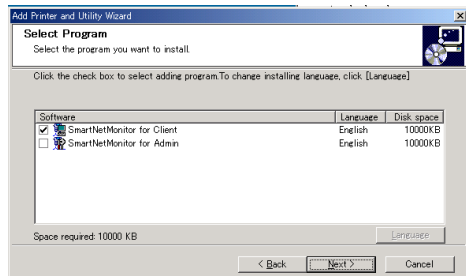 Add Printer and Utility Wizard
Select Program
Select the program you want to install.
Click the check box to select adding program.To change installing language, click [Language]
Software Language Disk space
SmartNetMonitor for Client English 10000KB
SmartNetMonitor for Admin English 10000KB
Space required: 10000 KB
Language
< Back Next > Cancel